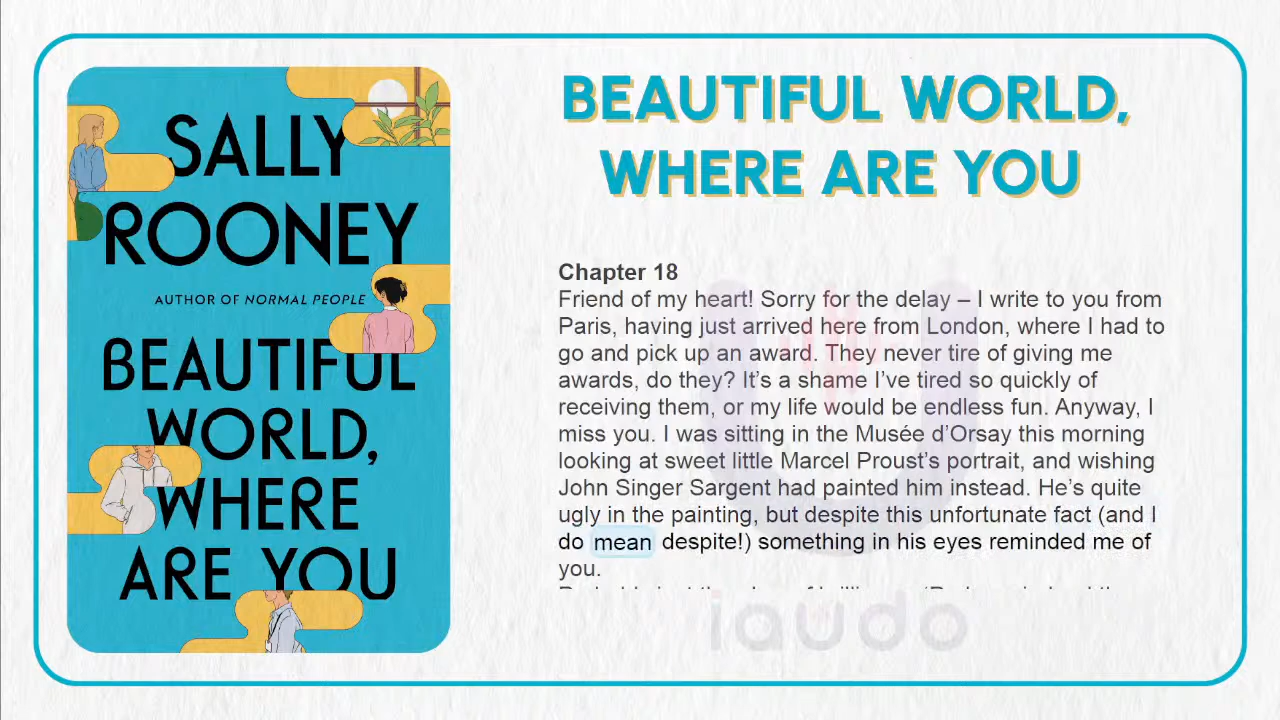 SALLY
ROONEY
AUTHOR OF NORMAL PEOPLE
BEAUTIFUL
WORLD,
WHERE
ARE YOU
BEAUTIFUL WORLD,
WHERE ARE YOU
Chapter 18
Friend of my heart! Sorry for the delay – I write to you from
Paris, having just arrived here from London, where I had to
go and pick up an award. They never tire of giving me
awards, do they? It's a shame I've tired so quickly of
receiving them, or my life would be endless fun. Anyway, I
miss you. I was sitting in the Musée d'Orsay this morning
looking at sweet little Marcel Proust's portrait, and wishing
John Singer Sargent had painted him instead. He's quite
ugly in the painting, but despite this unfortunate fact (and I
do mean despite!) something in his eyes reminded me of
you.
iaudo